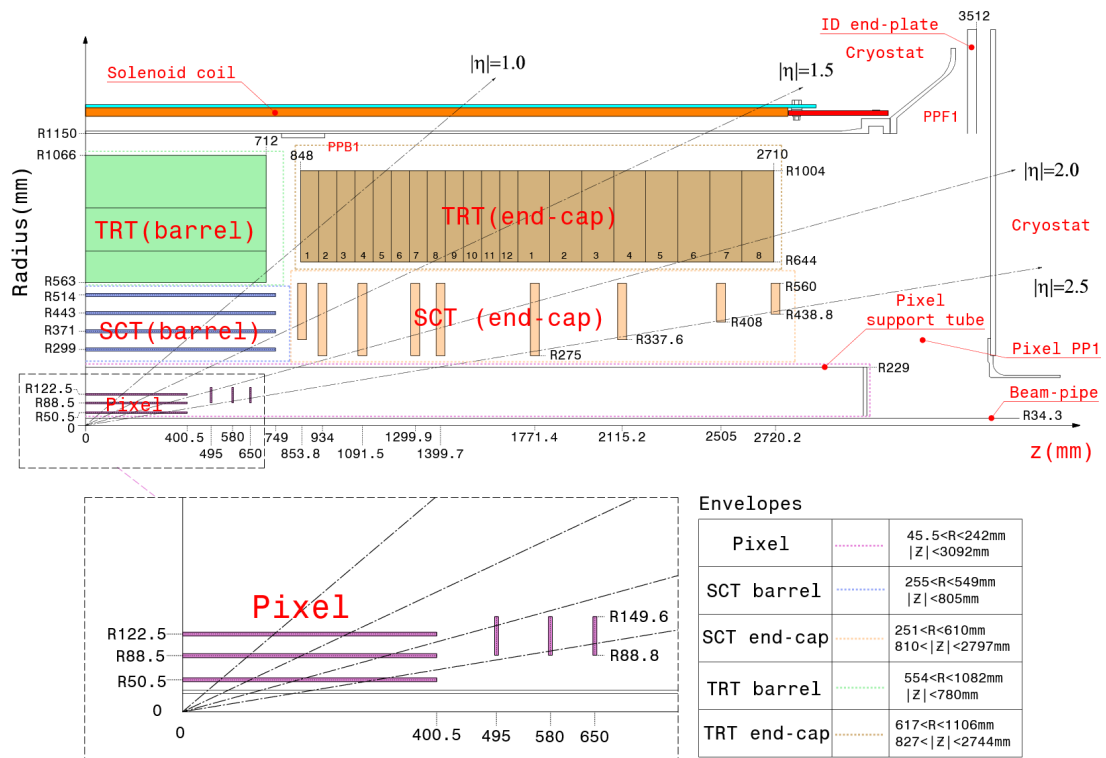 3512
ID end-plate
Cryostat
|η|=1.0
|η|=1.5
Solenoid coil
PPF1
R1150
712
PPB1
R1066
848
2710
R1004
|η|=2.0
Radius(mm)
TRT(barrel)
TRT(end-cap)
Cryostat
1 2 3 4 5 6 7 8 9 10 11 12 1 2 3 4 5 6 7 8
R644
R563
R560
|η|=2.5
R514
R443
SCT(barrel)
SCT (end-cap)
R438.8
R408
Pixel
support tube
R371
R337.6
R299
R275
Pixel PP1
R229
R122.5
R88.5
Pixel
R50.5
Beam-pipe
R34.3
0
0
400.5
495
580
650
749
853.8
934
1091.5
1299.9
1399.7
1771.4
2115.2
2505
2720.2
z(mm)
Pixel
R122.5
R88.5
R50.5
0
R149.6
R88.8
0
400.5
495
580
650
Envelopes
Pixel
45.5<R<242mm
|Z|<3092mm
SCT barrel
255<R<549mm
|Z|<805mm
SCT end-cap
251<R<610mm
810<|Z|<2797mm
TRT barrel
554<R<1082mm
|Z|<780mm
TRT end-cap
617<R<1106mm
827<|Z|<2744mm